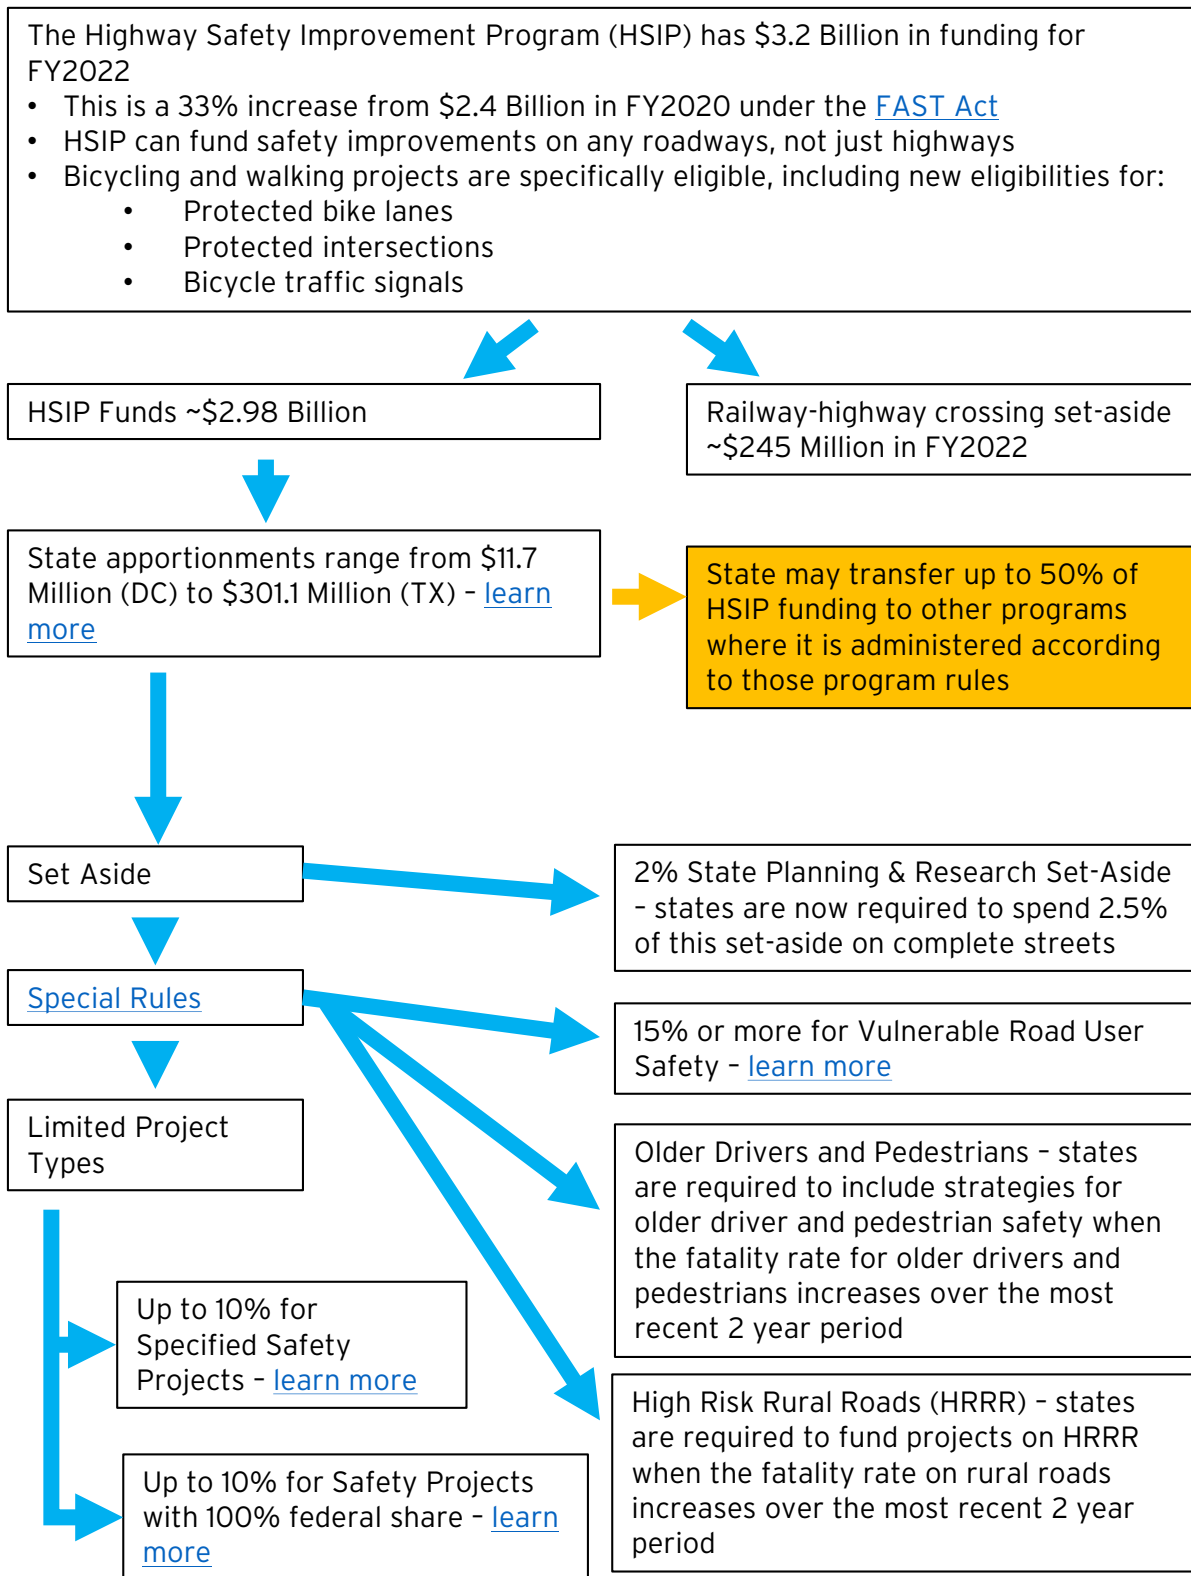 The Highway Safety Improvement Program (HSIP) has $3.2 Billion in funding for
FY2022
• This is a 33% increase from $2.4 Billion in FY2020 under the FAST Act
• HSIP can fund safety improvements on any roadways, not just highways
• Bicycling and walking projects are specifically eligible, including new eligibilities for:
• Protected bike lanes
• Protected intersections
• Bicycle traffic signals
HSIP Funds ~$2.98 Billion
Railway-highway crossing set-aside
~$245 Million in FY2022
State apportionments range from $11.7
Million (DC) to $301.1 Million (TX) – learn
more
State may transfer up to 50% of
HSIP funding to other programs
where it is administered according
to those program rules
Set Aside
2% State Planning & Research Set-Aside
– states are now required to spend 2.5%
of this set-aside on complete streets
Special Rules
15% or more for Vulnerable Road User
Safety – learn more
Limited Project
Types
Older Drivers and Pedestrians – states
are required to include strategies for
older driver and pedestrian safety when
the fatality rate for older drivers and
pedestrians increases over the most
recent 2 year period
Up to 10% for
Specified Safety
Projects – learn more
High Risk Rural Roads (HRRR) – states
are required to fund projects on HRRR
when the fatality rate on rural roads
increases over the most recent 2 year
period
Up to 10% for Safety Projects
with 100% federal share – learn
more